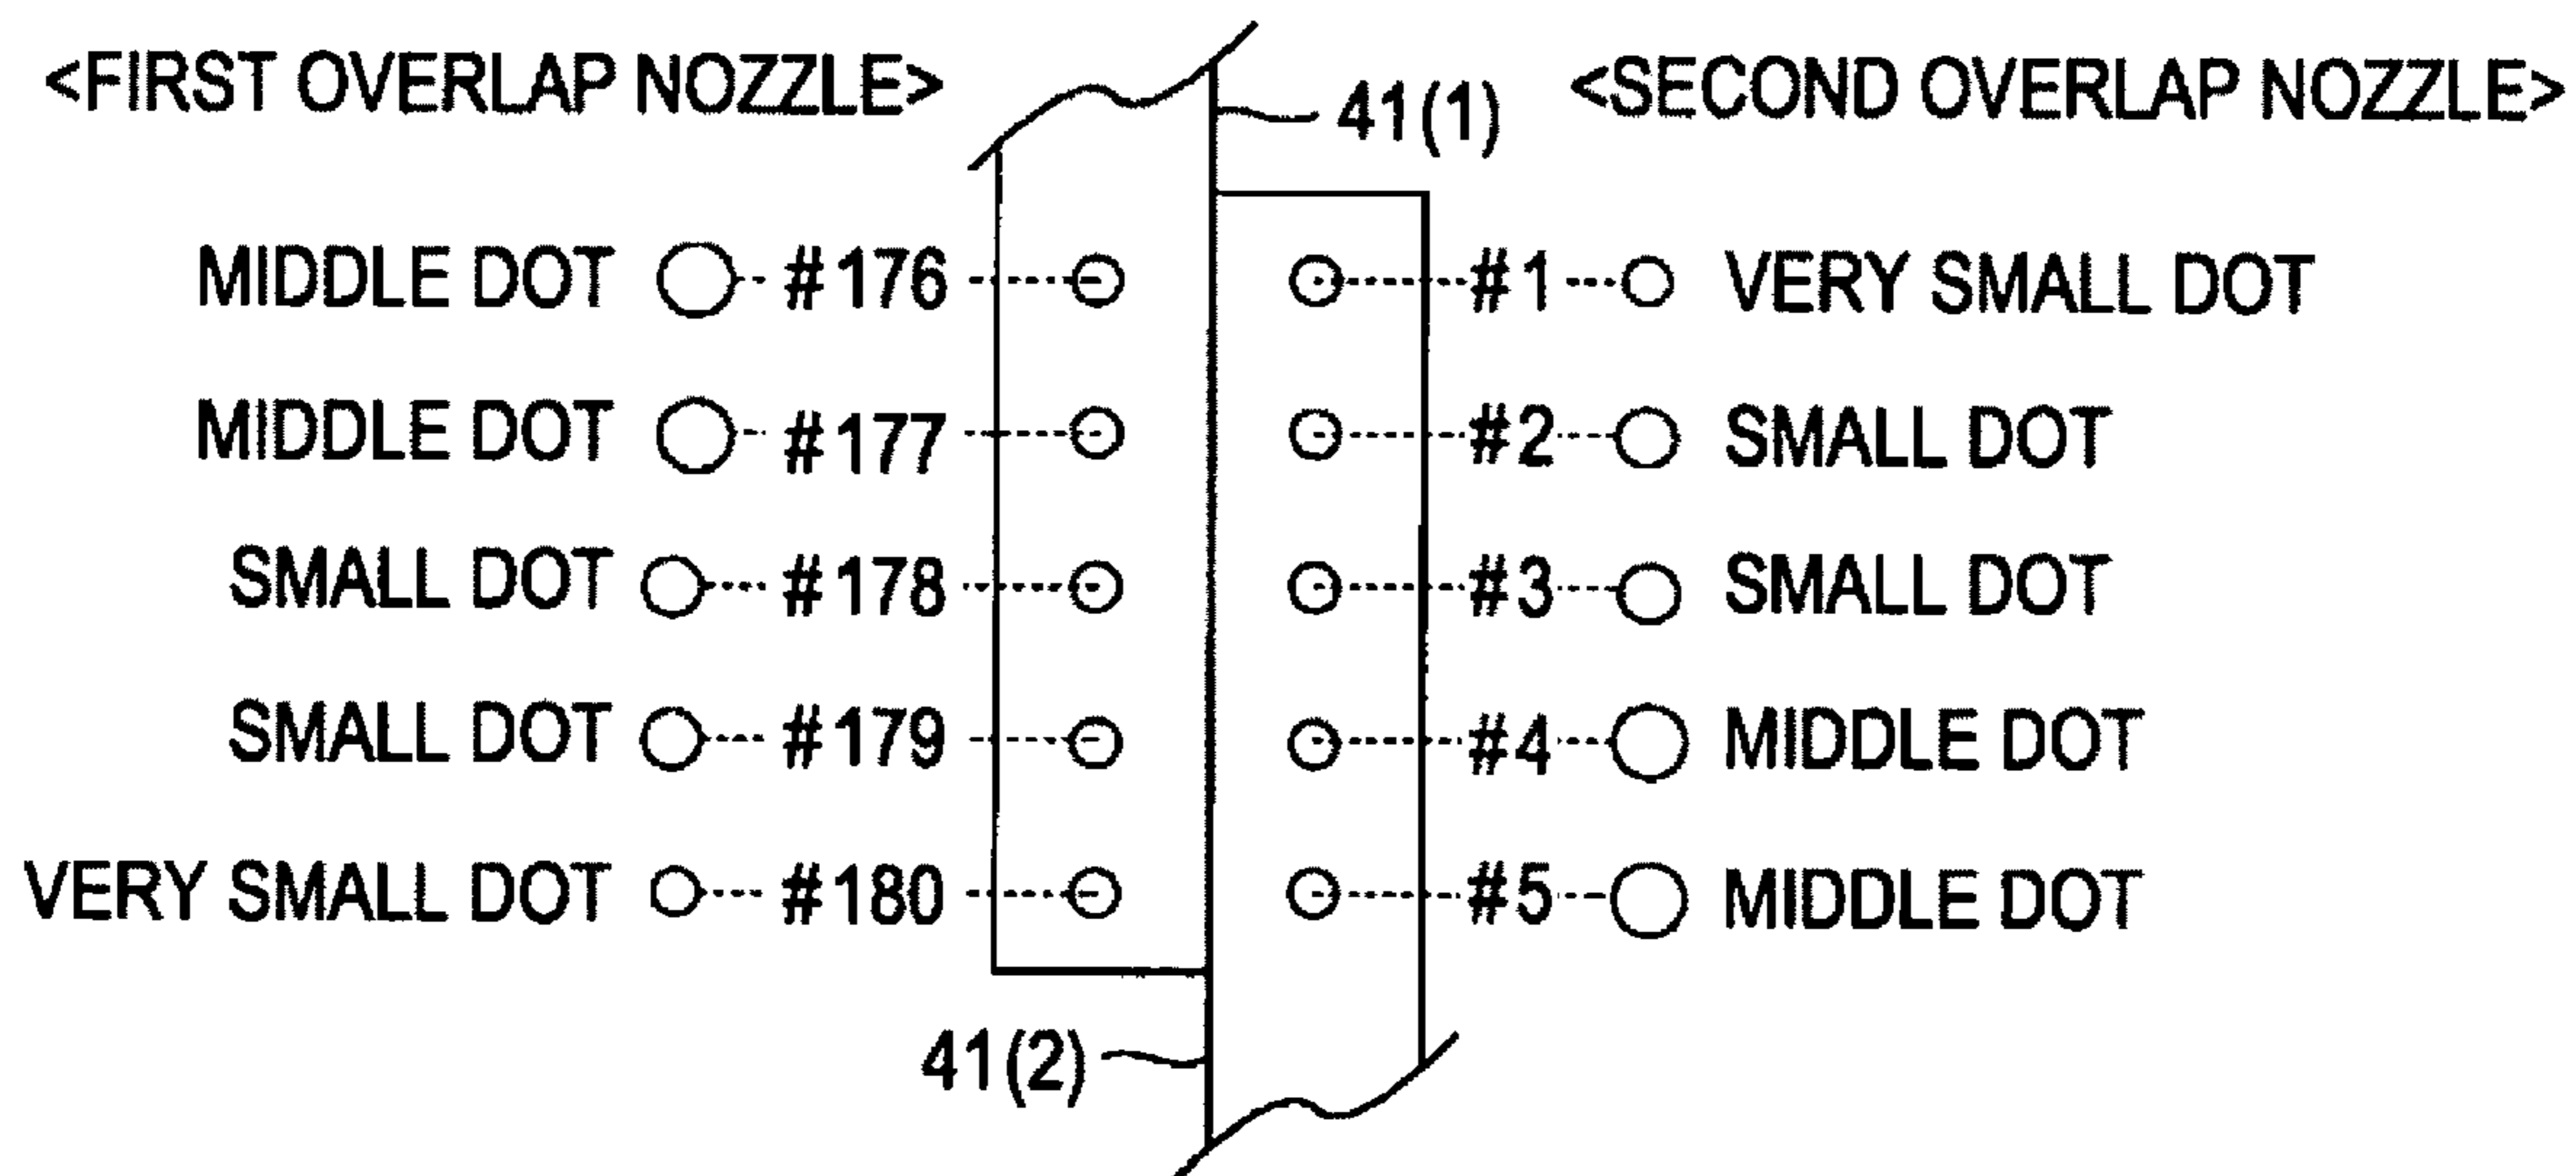 <FIRST OVERLAP NOZZLE> 41(1) <SECOND OVERLAP NOZZLE>
MIDDLE DOT #176 #1 VERY SMALL DOT
MIDDLE DOT #177 #2 SMALL DOT
SMALL DOT #178 #3 SMALL DOT
SMALL DOT #179 #4 MIDDLE DOT
VERY SMALL DOT #180 #5 MIDDLE DOT
41(2)